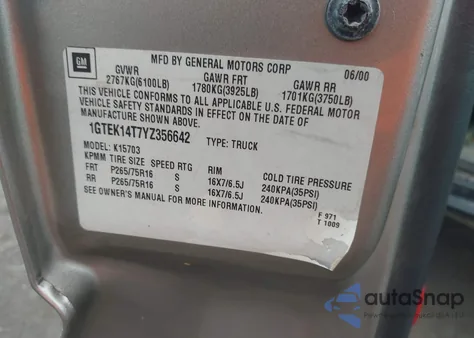 GM
MFD BY GENERAL MOTORS CORP 06/00
GVWR GAWR FRT GAWR RR
2767KG(6100LB) 1780KG(3925LB) 1701KG(3750LB)
THIS VEHICLE CONFORMS TO ALL APPLICABLE U.S. FEDERAL MOTOR
VEHICLE SAFETY STANDARDS IN EFFECT ON THE DATE OF
MANUFACTURE SHOWN ABOVE.
1GTEK14T7YZ356642 TYPE: TRUCK
MODEL: K15703
KPMM TIRE SIZE SPEED RTG RIM COLD TIRE PRESSURE
FRT P265/75R16 S 16X7/6.5J 240KPA(35PSI)
RR P265/75R16 S 16X7/6.5J 240KPA(35PSI)
SEE OWNER'S MANUAL FOR MORE INFORMATION.
F 971
T 1009
autoSnap